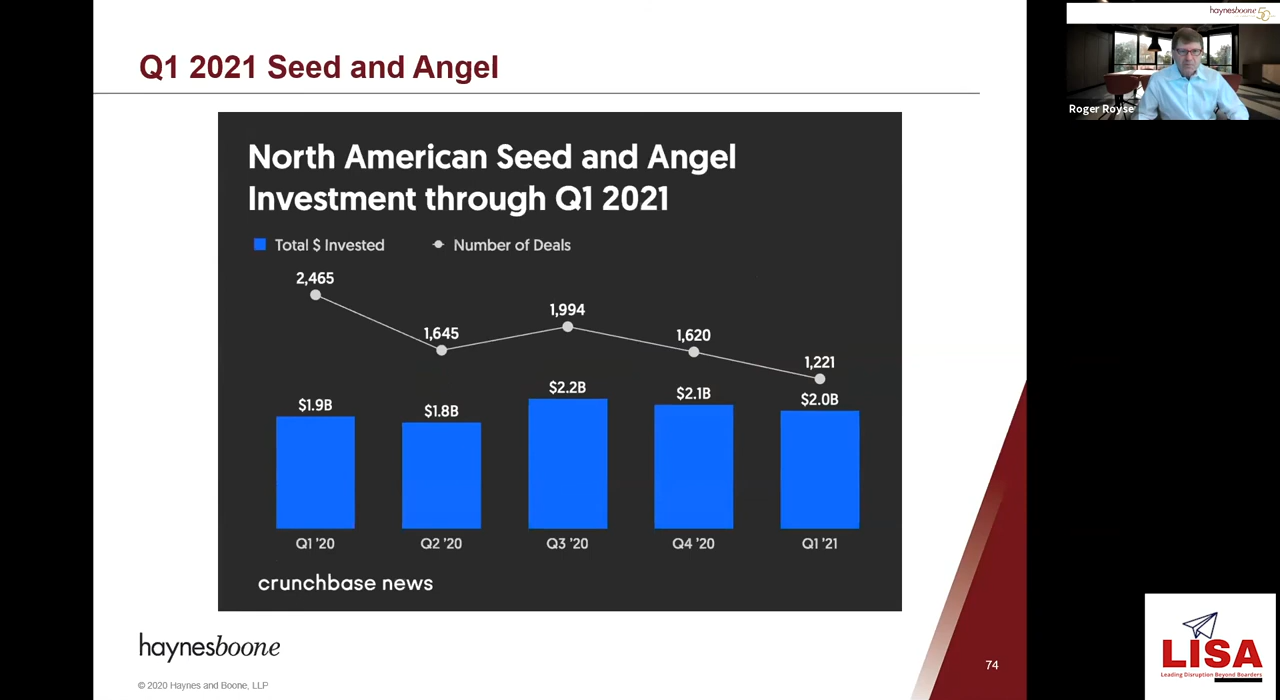 Q1 2021 Seed and Angel
North American Seed and Angel
Investment through Q1 2021
Total $ Invested
Number of Deals
2,465
1,645
1,994
1,620
1,221
$1.9B
$1.8B
$2.2B
$2.1B
$2.0B
Q1 '20
Q2 '20
Q3 '20
Q4 '20
Q1 '21
crunchbase news
haynesboone
© 2020 Haynes and Boone, LLP
74
haynesboone 50
Roger Royse
LISA
Leading Disruption Beyond Boarders